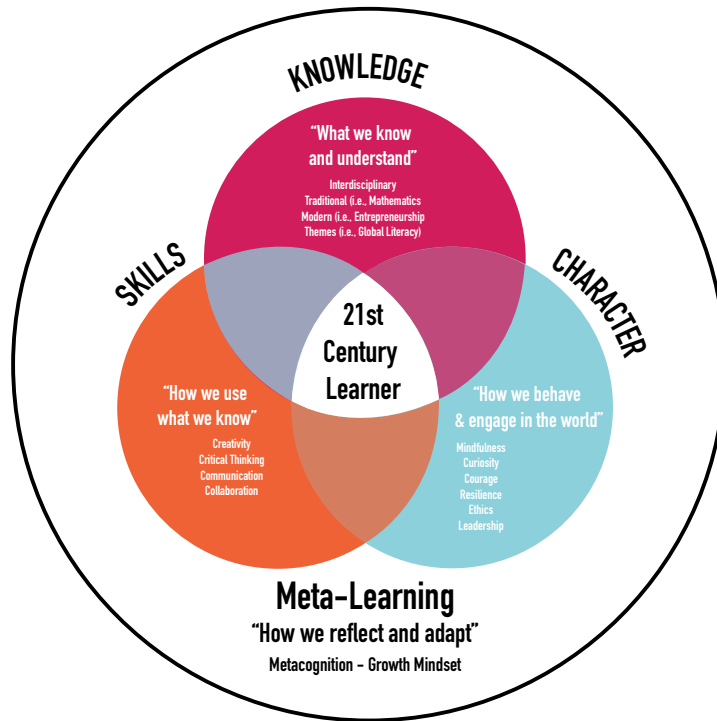 KNOWLEDGE
"What we know
and understand"
Interdisciplinary
Traditional (i.e., Mathematics
Modern (i.e., Entrepreneurship
Themes (i.e., Global Literacy)
SKILLS
CHARACTER
21st
Century
Learner
"How we use
what we know"
Creativity
Critical Thinking
Communication
Collaboration
"How we behave
& engage in the world"
Mindfulness
Curiosity
Courage
Resilience
Ethics
Leadership
Meta-Learning
"How we reflect and adapt"
Metacognition - Growth Mindset